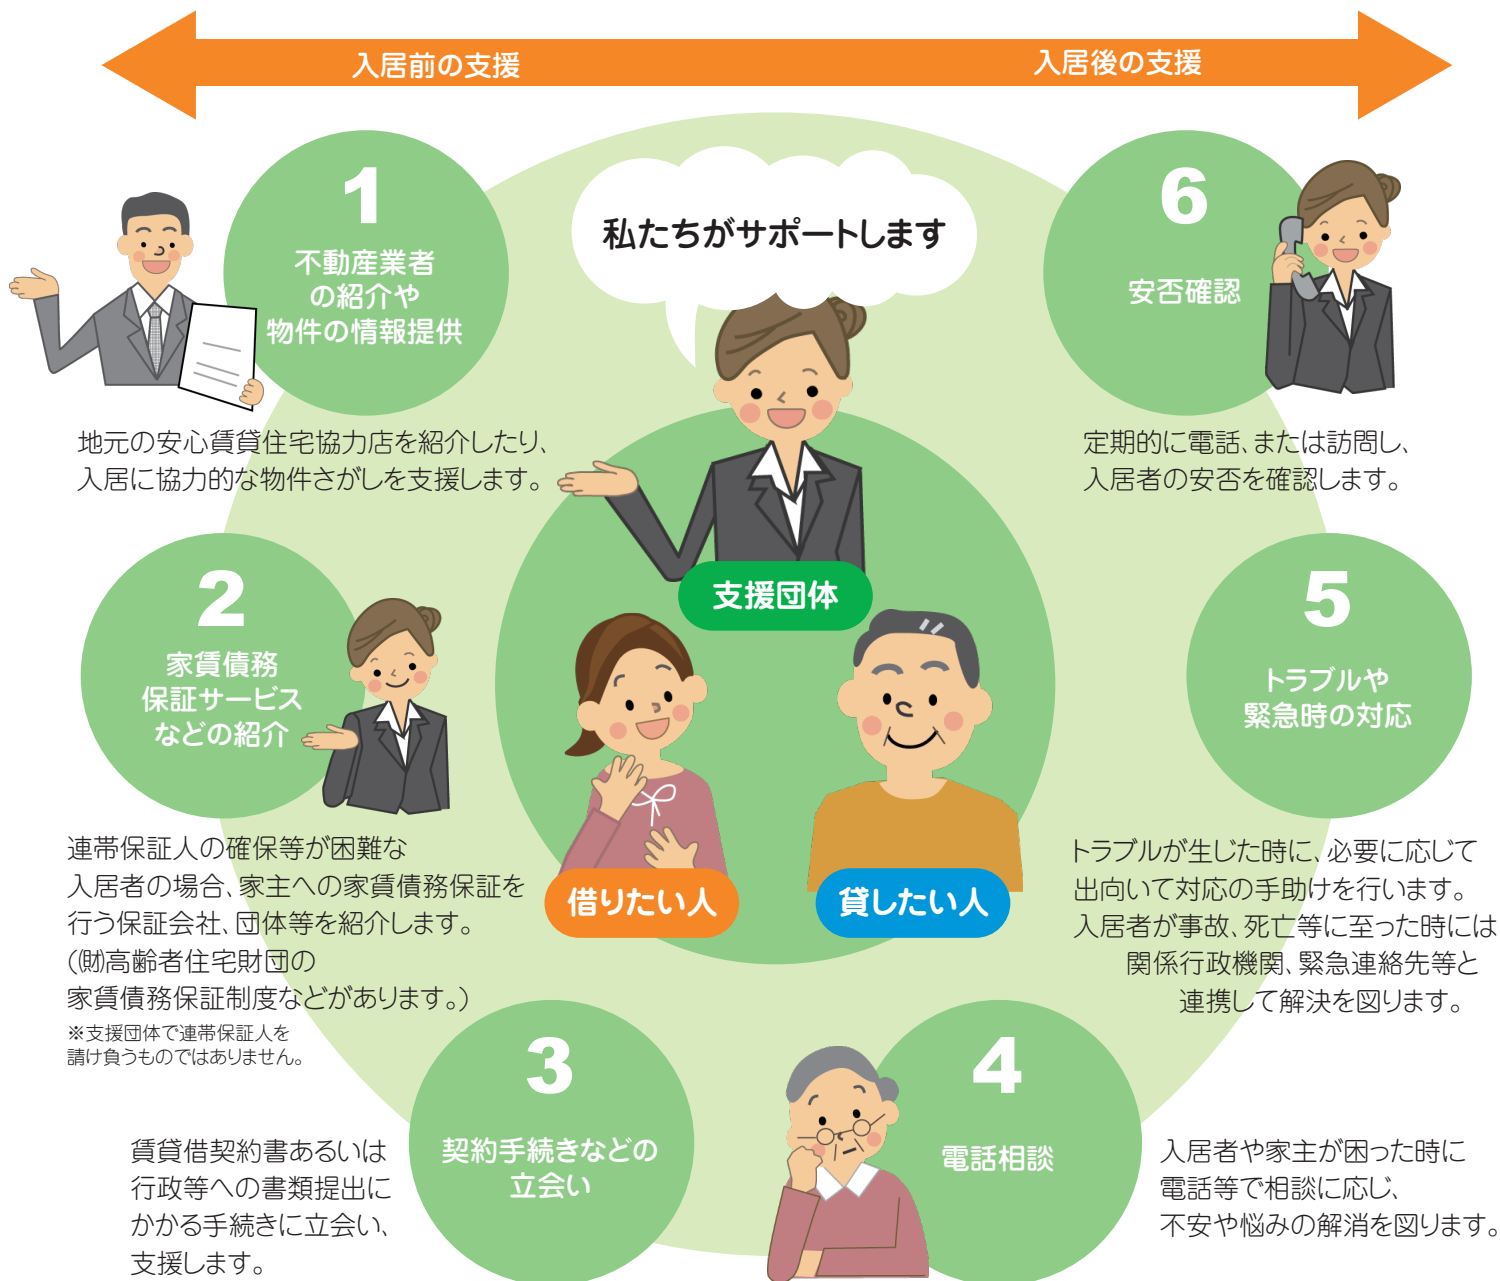 入居前の支援
入居後の支援
私たちがサポートします
支援団体
借りたい人
貸したい人
1
不動産業者
の紹介や
物件の情報提供
地元の安心賃貸住宅協力店を紹介したり、
入居に協力的な物件さがしを支援します。
2
家賃債務
保証サービス
などの紹介
連帯保証人の確保等が困難な
入居者の場合、家主への家賃債務保証を
行う保証会社、団体等を紹介します。
(㈶高齢者住宅財団の
家賃債務保証制度などがあります。)
※支援団体で連帯保証人を
請け負うものではありません。
3
契約手続きなどの
立会い
賃貸借契約書あるいは
行政等への書類提出に
かかる手続きに立会い、
支援します。
4
電話相談
入居者や家主が困った時に
電話等で相談に応じ、
不安や悩みの解消を図ります。
5
トラブルや
緊急時の対応
トラブルが生じた時に、必要に応じて
出向いて対応の手助けを行います。
入居者が事故、死亡等に至った時には
関係行政機関、緊急連絡先等と
連携して解決を図ります。
6
安否確認
定期的に電話、または訪問し、
入居者の安否を確認します。